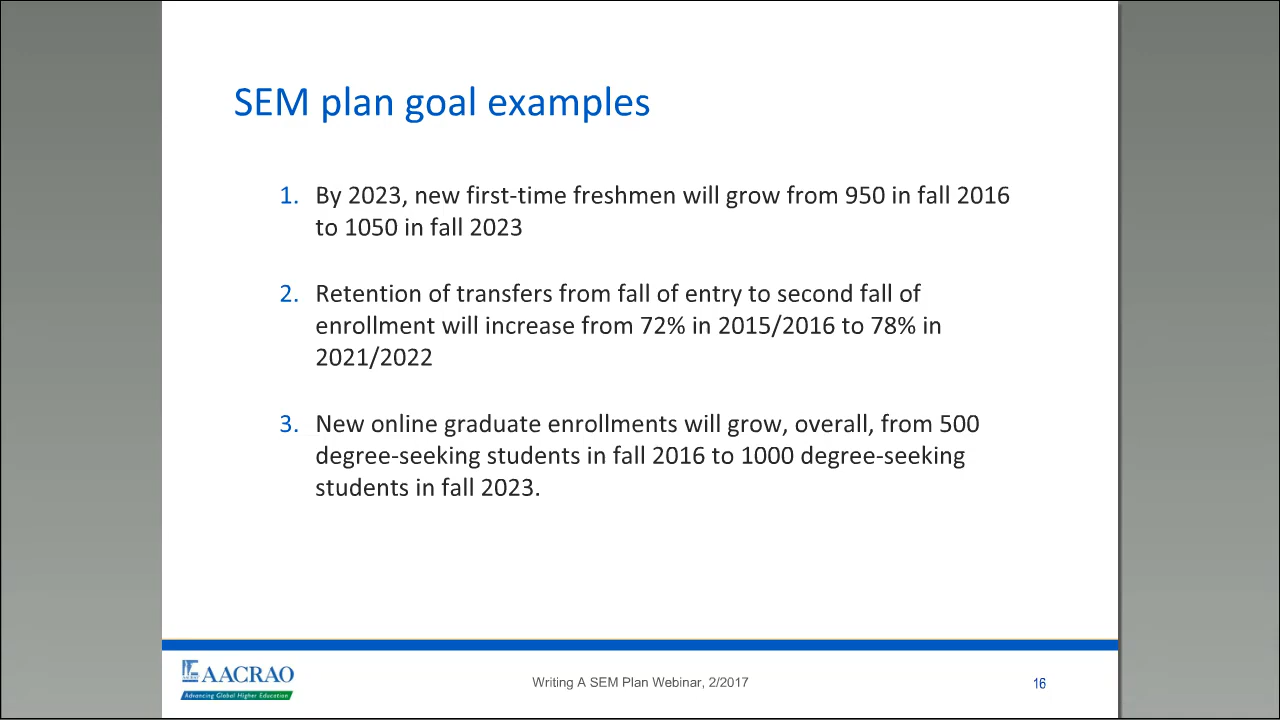 SEM plan goal examples
1. By 2023, new first-time freshmen will grow from 950 in fall 2016
to 1050 in fall 2023
2. Retention of transfers from fall of entry to second fall of
enrollment will increase from 72% in 2015/2016 to 78% in
2021/2022
3. New online graduate enrollments will grow, overall, from 500
degree-seeking students in fall 2016 to 1000 degree-seeking
students in fall 2023.
AACRAO
Advancing Global Higher Education
Writing A SEM Plan Webinar, 2/2017
16